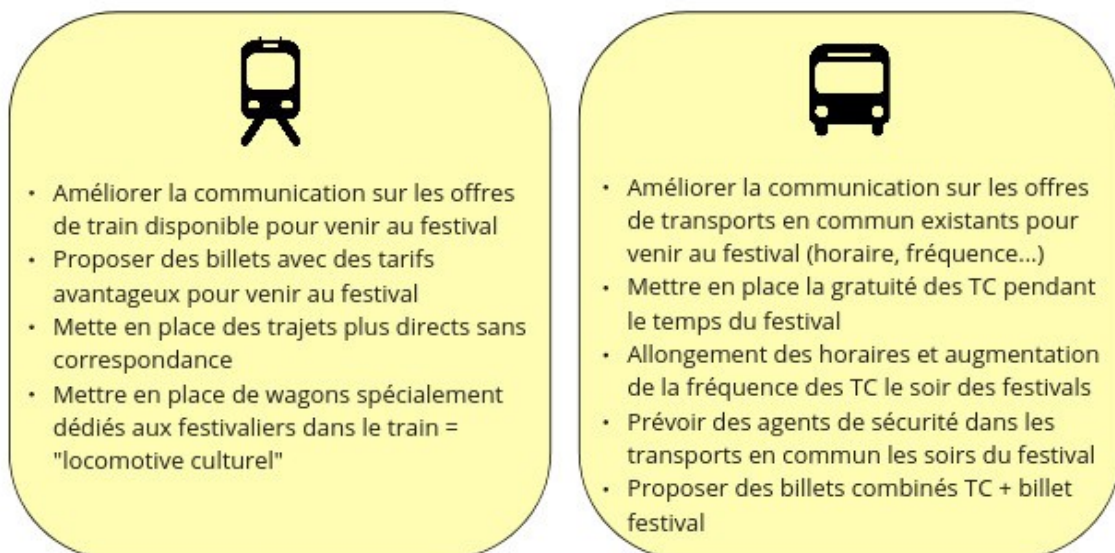 • Améliorer la communication sur les offres
de train disponible pour venir au festival
• Proposer des billets avec des tarifs
avantageux pour venir au festival
• Mette en place des trajets plus directs sans
correspondance
• Mettre en place de wagons spécialement
dédiés aux festivaliers dans le train =
"locomotive culturel"
• Améliorer la communication sur les offres
de transports en commun existants pour
venir au festival (horaire, fréquence...)
• Mettre en place la gratuité des TC pendant
le temps du festival
• Allongement des horaires et augmentation
de la fréquence des TC le soir des festivals
• Prévoir des agents de sécurité dans les
transports en commun les soirs du festival
• Proposer des billets combinés TC + billet
festival